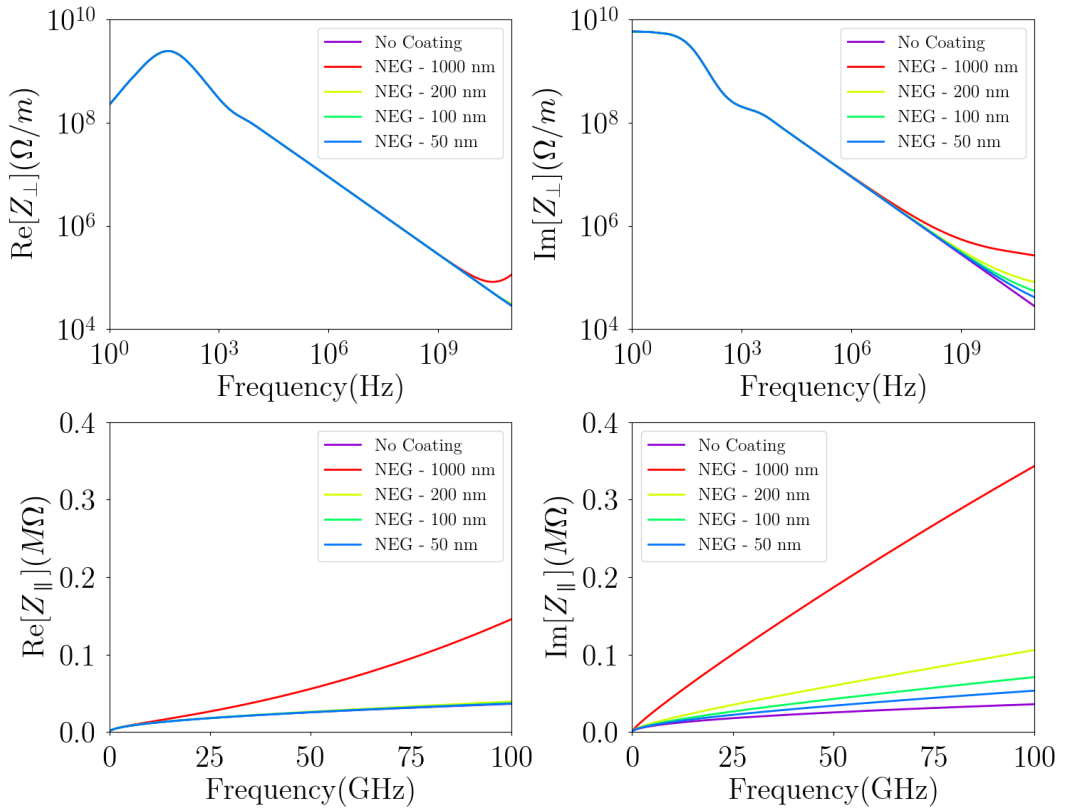 Re[Z⊥](Ω/m)
10^10
10^8
10^6
10^4
No Coating
NEG - 1000 nm
NEG - 200 nm
NEG - 100 nm
NEG - 50 nm
10^0 10^3 10^6 10^9
Frequency(Hz)
Im[Z⊥](Ω/m)
10^10
10^8
10^6
10^4
No Coating
NEG - 1000 nm
NEG - 200 nm
NEG - 100 nm
NEG - 50 nm
10^0 10^3 10^6 10^9
Frequency(Hz)
Re[Z∥](MΩ)
0.4
0.3
0.2
0.1
0.0
No Coating
NEG - 1000 nm
NEG - 200 nm
NEG - 100 nm
NEG - 50 nm
0 25 50 75 100
Frequency(GHz)
Im[Z∥](MΩ)
0.4
0.3
0.2
0.1
0.0
No Coating
NEG - 1000 nm
NEG - 200 nm
NEG - 100 nm
NEG - 50 nm
0 25 50 75 100
Frequency(GHz)